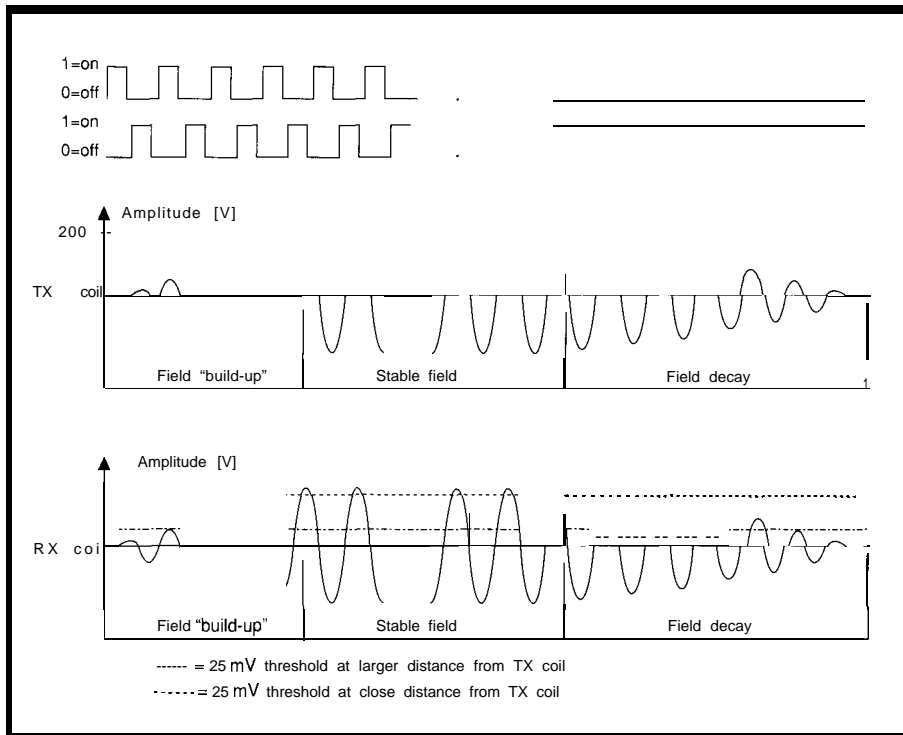 1=on
0=off
1=on
0=off
Amplitude [V]
200
TX coil
Field "build-up"
Stable field
Field decay
1
Amplitude [V]
RX coi
Field "build-up"
Stable field
Field decay
------ = 25 mV threshold at larger distance from TX coil
------- = 25 mV threshold at close distance from TX coil